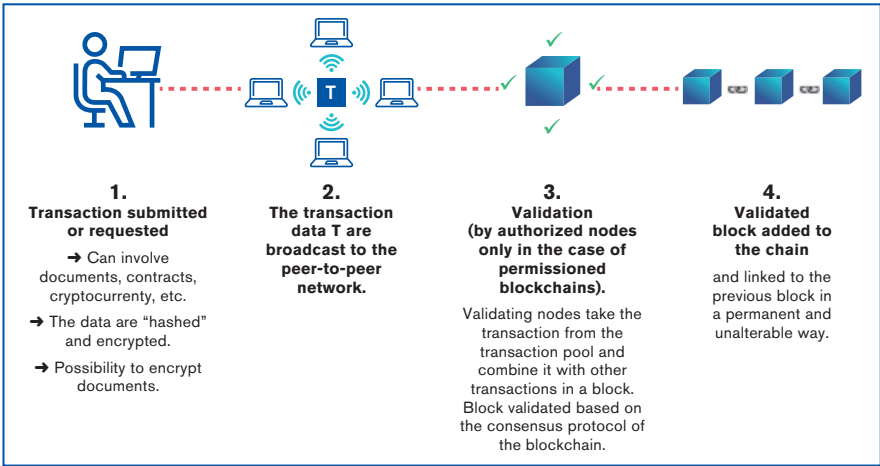 T
1.
Transaction submitted
or requested
➜ Can involve
documents, contracts,
cryptocurrenty, etc.
➜ The data are “hashed”
and encrypted.
➜ Possibility to encrypt
documents.
2.
The transaction
data T are
broadcast to the
peer-to-peer
network.
3.
Validation
(by authorized nodes
only in the case of
permissioned
blockchains).
Validating nodes take the
transaction from the
transaction pool and
combine it with other
transactions in a block.
Block validated based on
the consensus protocol of
the blockchain.
4.
Validated
block added to
the chain
and linked to the
previous block in
a permanent and
unalterable way.